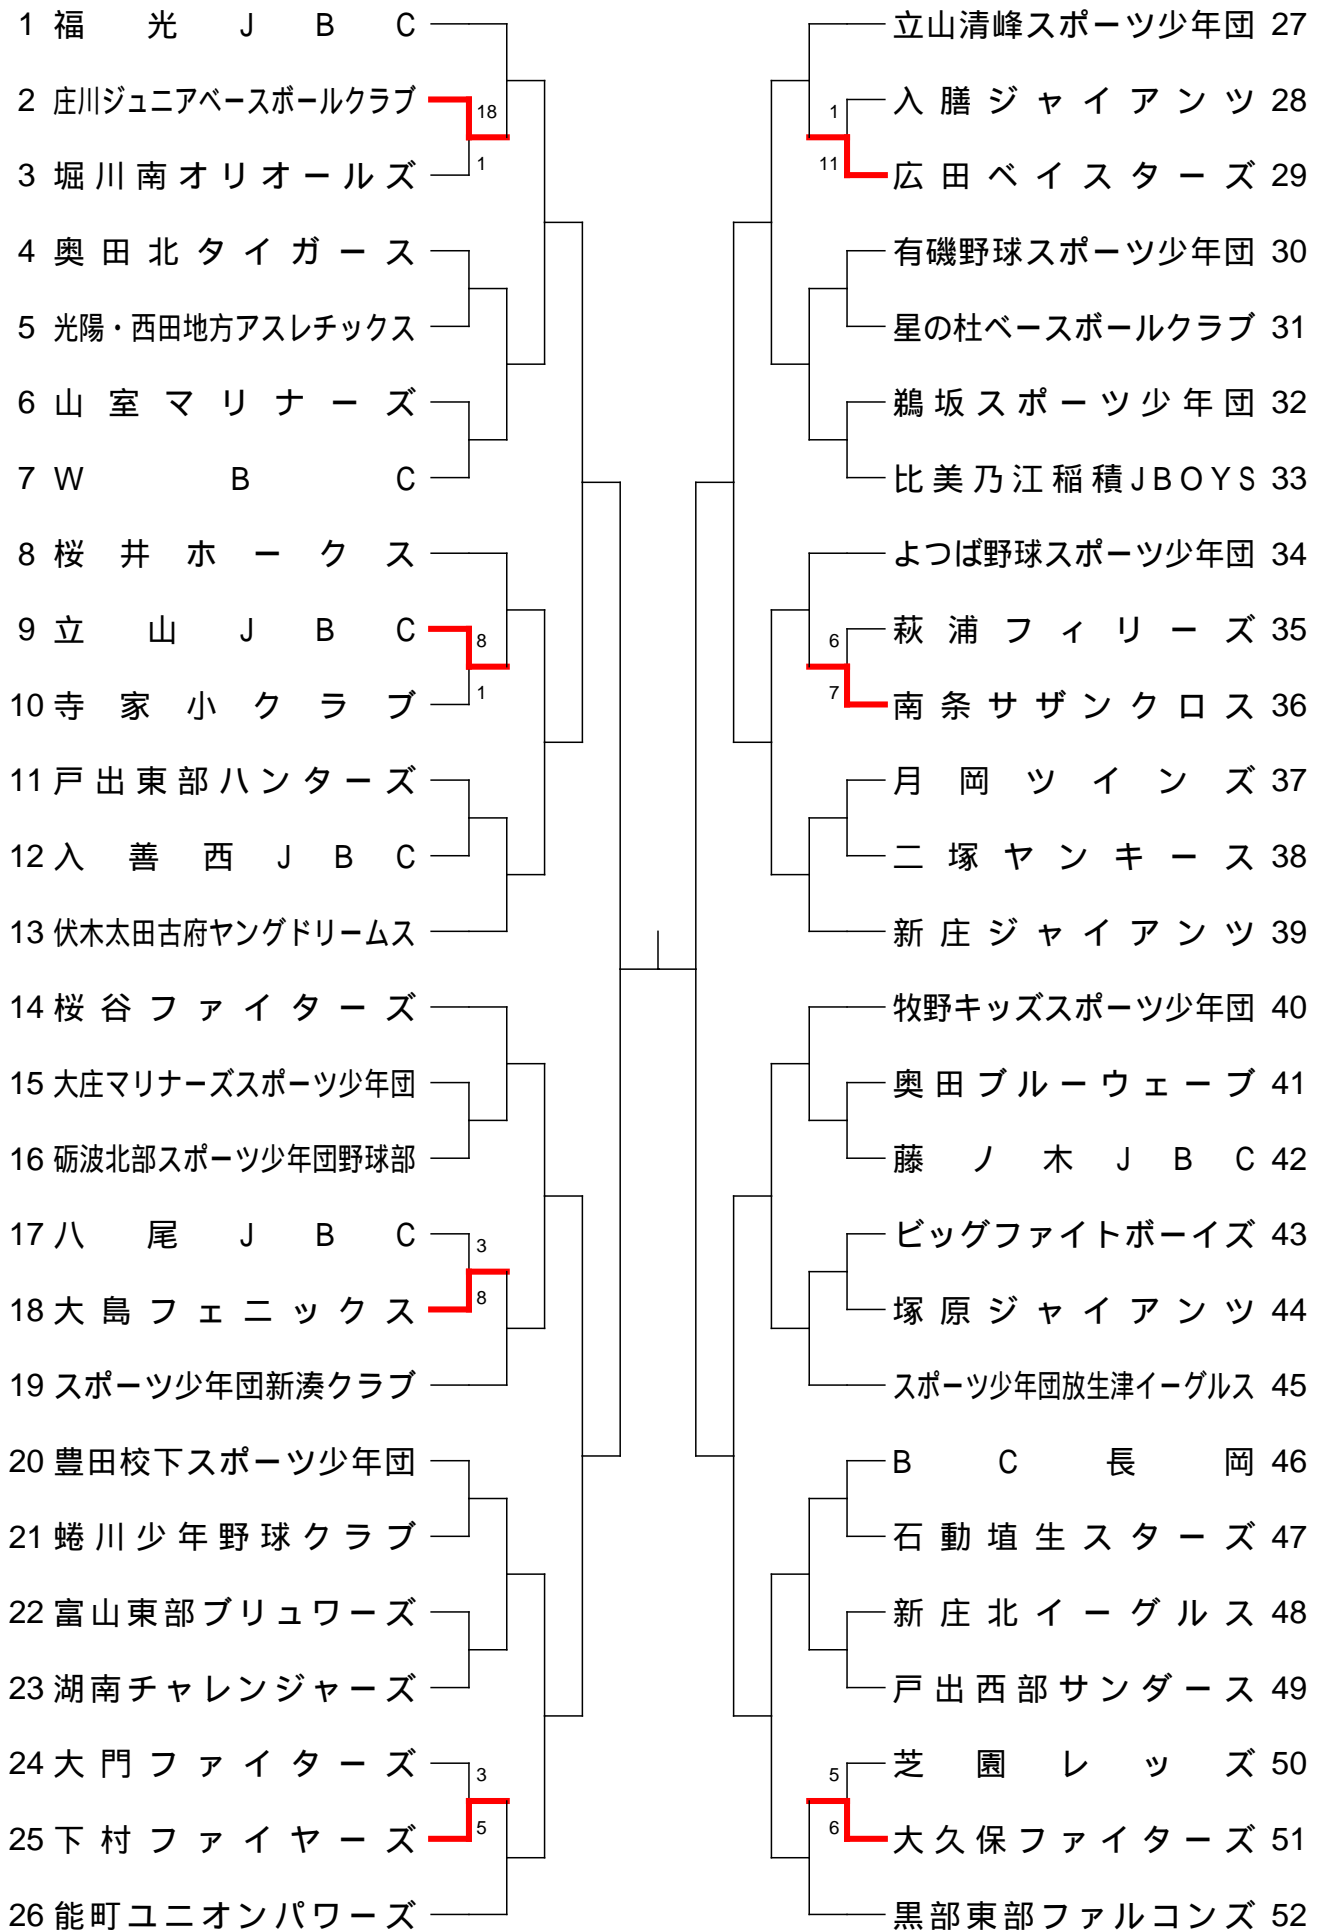 1 福光JBC
2 庄川ジュニアベースボールクラブ
18
1
3 堀川南オリオールズ
4 奥田北タイガース
5 光陽・西田地方アスレチックス
6 山室マリナーズ
7 WBC
8 桜井ホークス
9 立山JBC
8
1
10 寺家小クラブ
11 戸出東部ハンターズ
12 入善西JBC
13 伏木太田古府ヤングドリームス
14 桜谷ファイターズ
15 大庄マリナーズスポーツ少年団
16 砺波北部スポーツ少年団野球部
17 八尾JBC
3
8
18 大島フェニックス
19 スポーツ少年団新湊クラブ
20 豊田校下スポーツ少年団
21 蜷川少年野球クラブ
22 富山東部ブリュワーズ
23 湖南チャレンジャーズ
24 大門ファイターズ
3
5
25 下村ファイヤーズ
26 能町ユニオンパワーズ
立山清峰スポーツ少年団 27
1
入膳ジャイアンツ 28
11
広田ベイスターズ 29
有磯野球スポーツ少年団 30
星の杜ベースボールクラブ 31
鵜坂スポーツ少年団 32
比美乃江稲積JBOYS 33
よつば野球スポーツ少年団 34
6
萩浦フィリーズ 35
7
南条サザンクロス 36
月岡ツインズ 37
二塚ヤンキース 38
新庄ジャイアンツ 39
牧野キッズスポーツ少年団 40
奥田ブルーウェーブ 41
藤ノ木JBC 42
ビッグファイトボーイズ 43
塚原ジャイアンツ 44
スポーツ少年団放生津イーグルス 45
BC長岡 46
石動埴生スターズ 47
新庄北イーグルス 48
戸出西部サンダース 49
芝園レッズ 50
5
6
大久保ファイターズ 51
黒部東部ファルコンズ 52